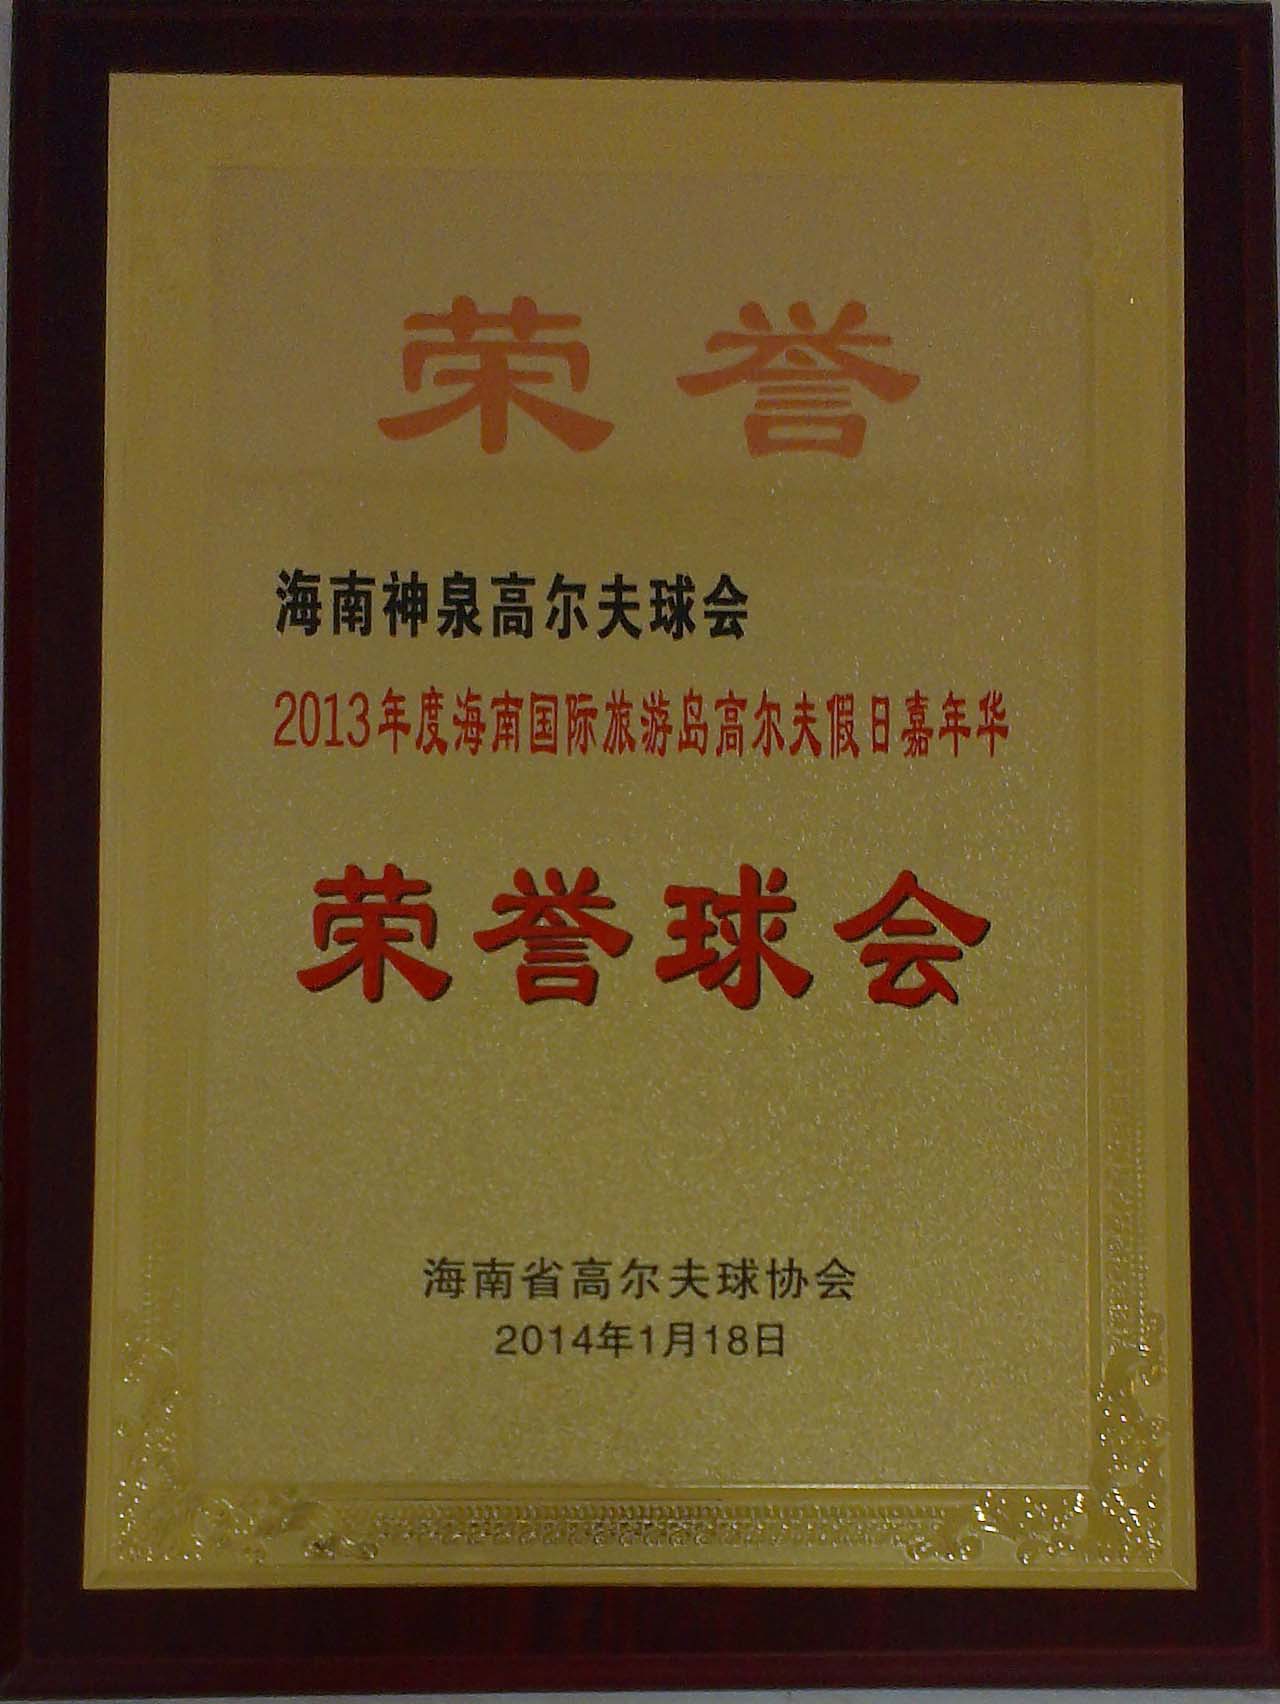 荣誉
海南神泉高尔夫球会
2013年度海南国际旅游岛高尔夫假日嘉年华
荣誉球会
海南省高尔夫球协会
2014年1月18日